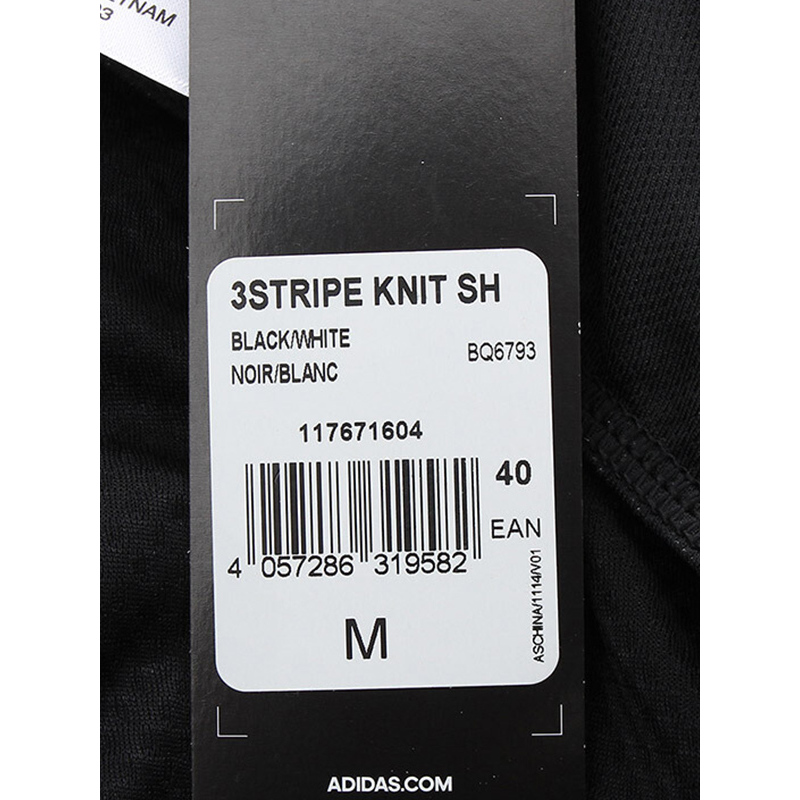 3STRIPE KNIT SH
BLACK/WHITE
NOIR/BLANC
BQ6793
117671604
40
EAN
4 057286 319582
ASCHINA/1114/V01
M
ADIDAS.COM